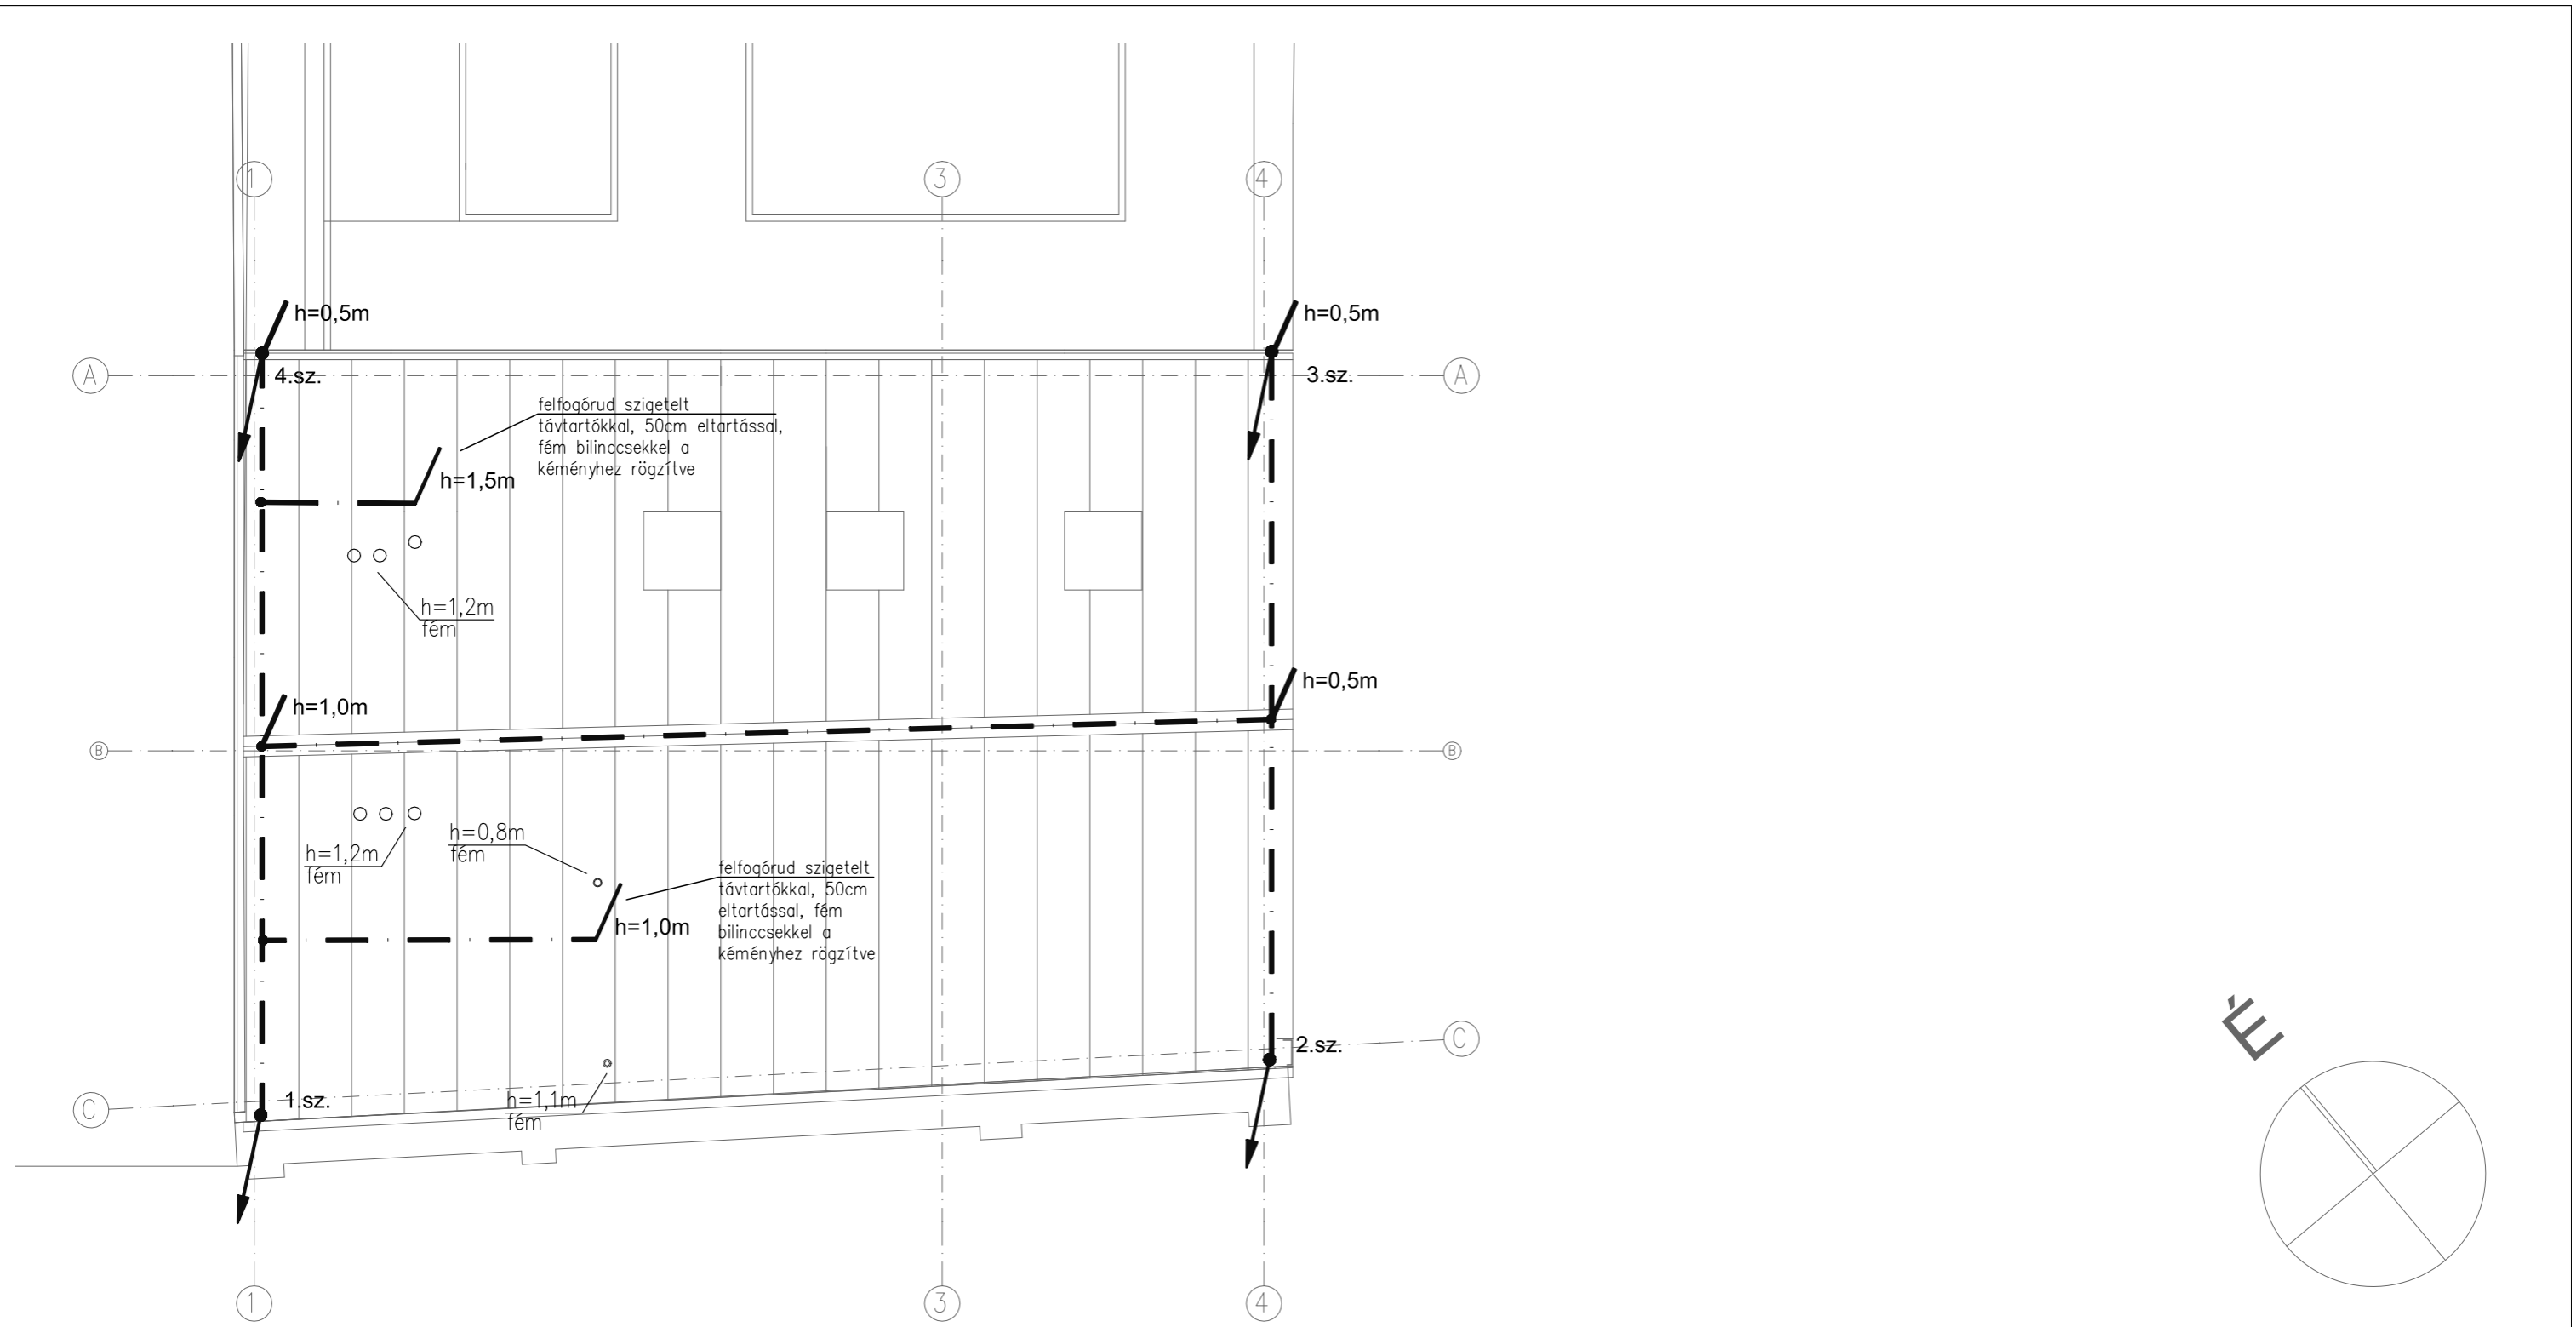 1
3
4
h=0,5m
h=0,5m
A
4.sz.
3.sz.
A
felfogórud szigetelt
távtartókkal, 50cm eltartással,
fém bilinccsekkel a
kéményhez rögzítve
h=1,5m
h=1,2m
fém
h=1,0m
h=0,5m
B
B
h=0,8m
fém
h=1,2m
fém
felfogórud szigetelt
távtartókkal, 50cm
eltartással, fém
bilinccsekkel a
kéményhez rögzítve
h=1,0m
É
C
2.sz.
C
1.sz.
h=1,1m
fém
1
3
4